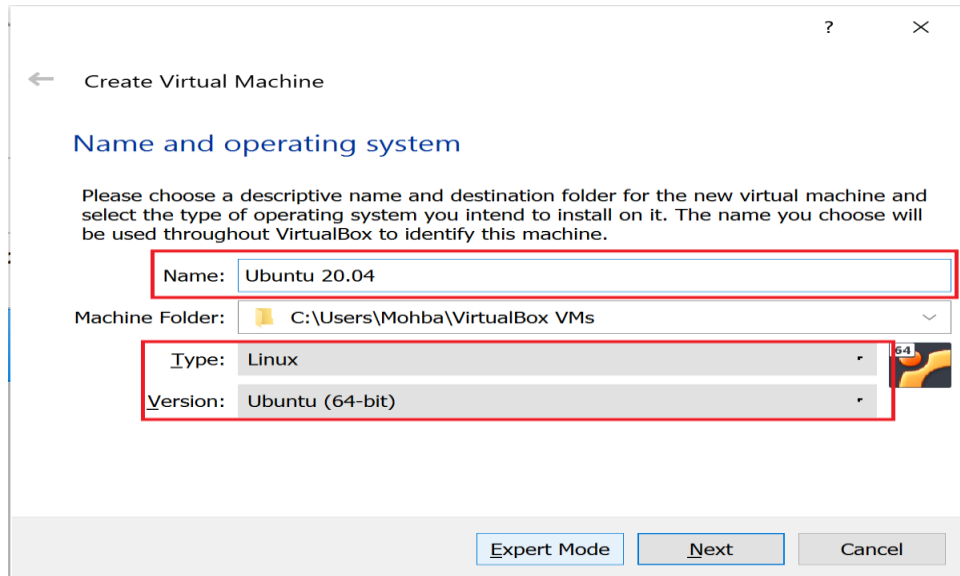 ?
Create Virtual Machine
Name and operating system
Please choose a descriptive name and destination folder for the new virtual machine and
select the type of operating system you intend to install on it. The name you choose will
be used throughout VirtualBox to identify this machine.
Name: Ubuntu 20.04
Machine Folder: C:\Users\Mohba\VirtualBox VMs
Type: Linux
64
Version: Ubuntu (64-bit)
Expert Mode Next Cancel